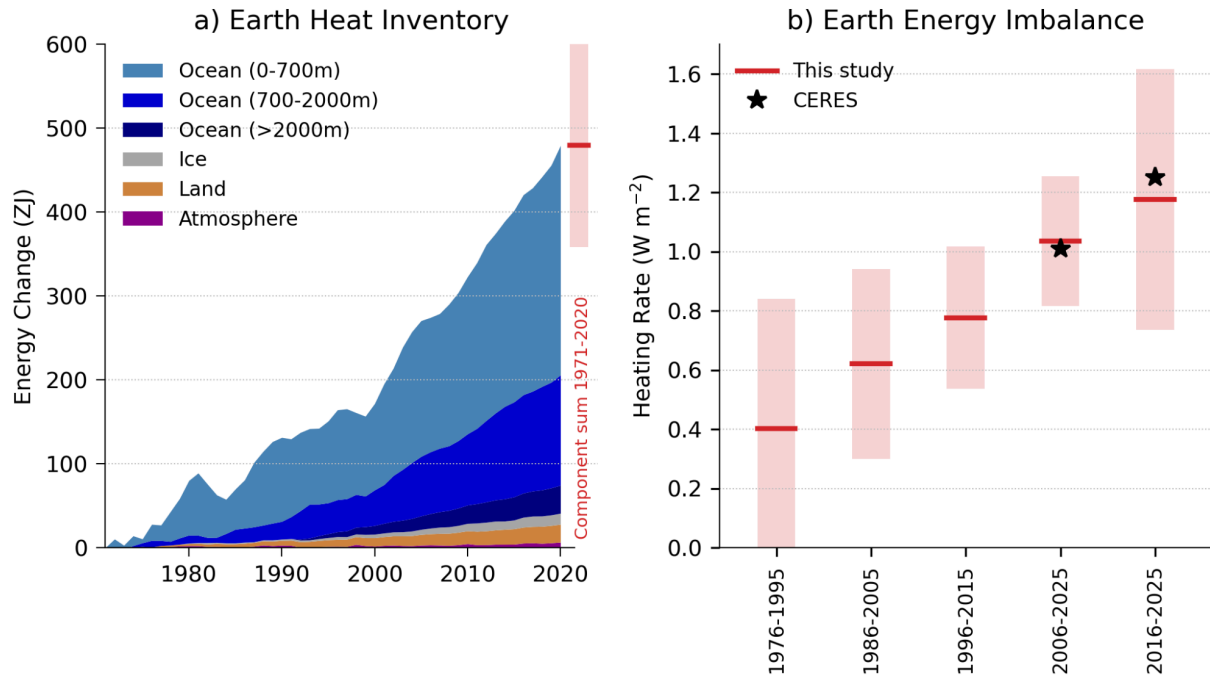 a) Earth Heat Inventory
Energy Change (ZJ)
600
500
400
300
200
100
0
Ocean (0-700m)
Ocean (700-2000m)
Ocean (>2000m)
Ice
Land
Atmosphere
Component sum 1971-2020
1980
1990
2000
2010
2020
b) Earth Energy Imbalance
Heating Rate (W m⁻²)
1.6
1.4
1.2
1.0
0.8
0.6
0.4
0.2
0.0
This study
CERES
1976-1995
1986-2005
1996-2015
2006-2025
2016-2025